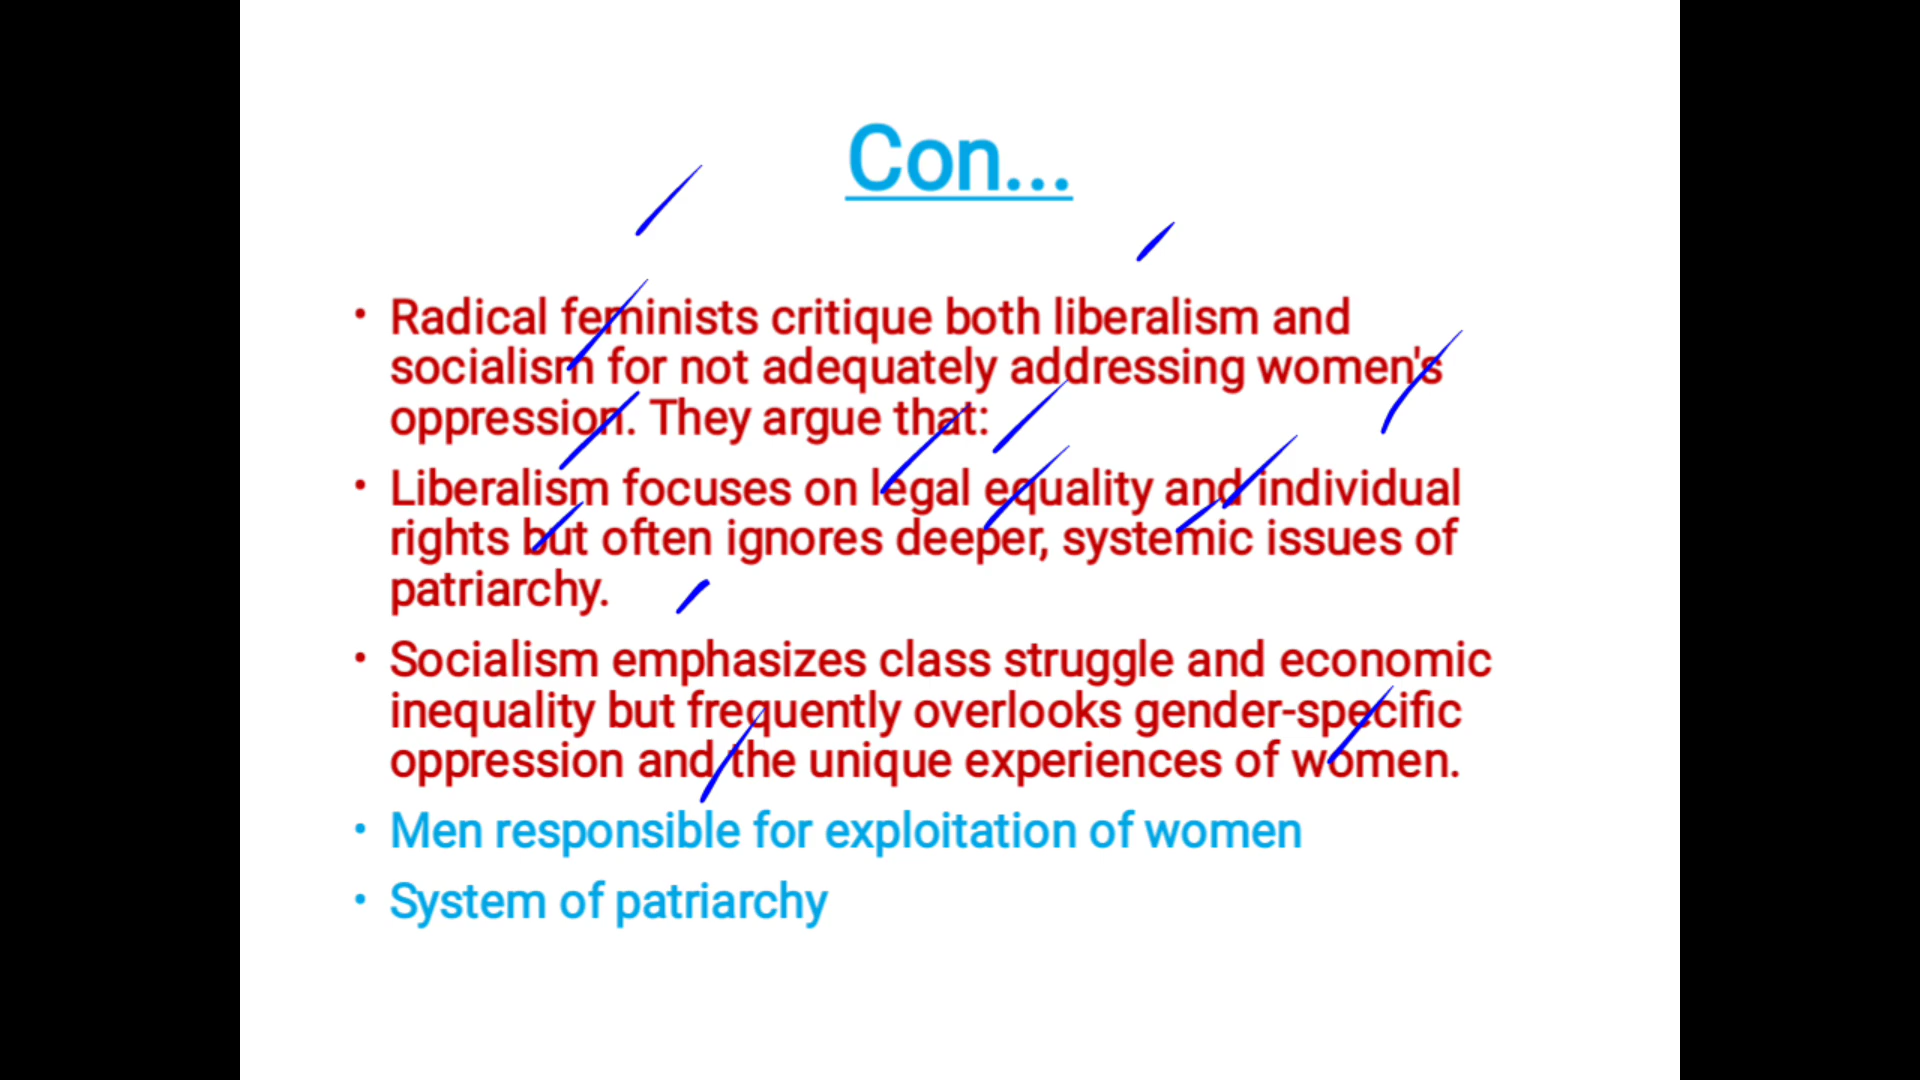 Con...
• Radical feminists critique both liberalism and
socialism for not adequately addressing women's
oppression. They argue that:
• Liberalism focuses on legal equality and individual
rights but often ignores deeper, systemic issues of
patriarchy.
• Socialism emphasizes class struggle and economic
inequality but frequently overlooks gender-specific
oppression and the unique experiences of women.
• Men responsible for exploitation of women
• System of patriarchy